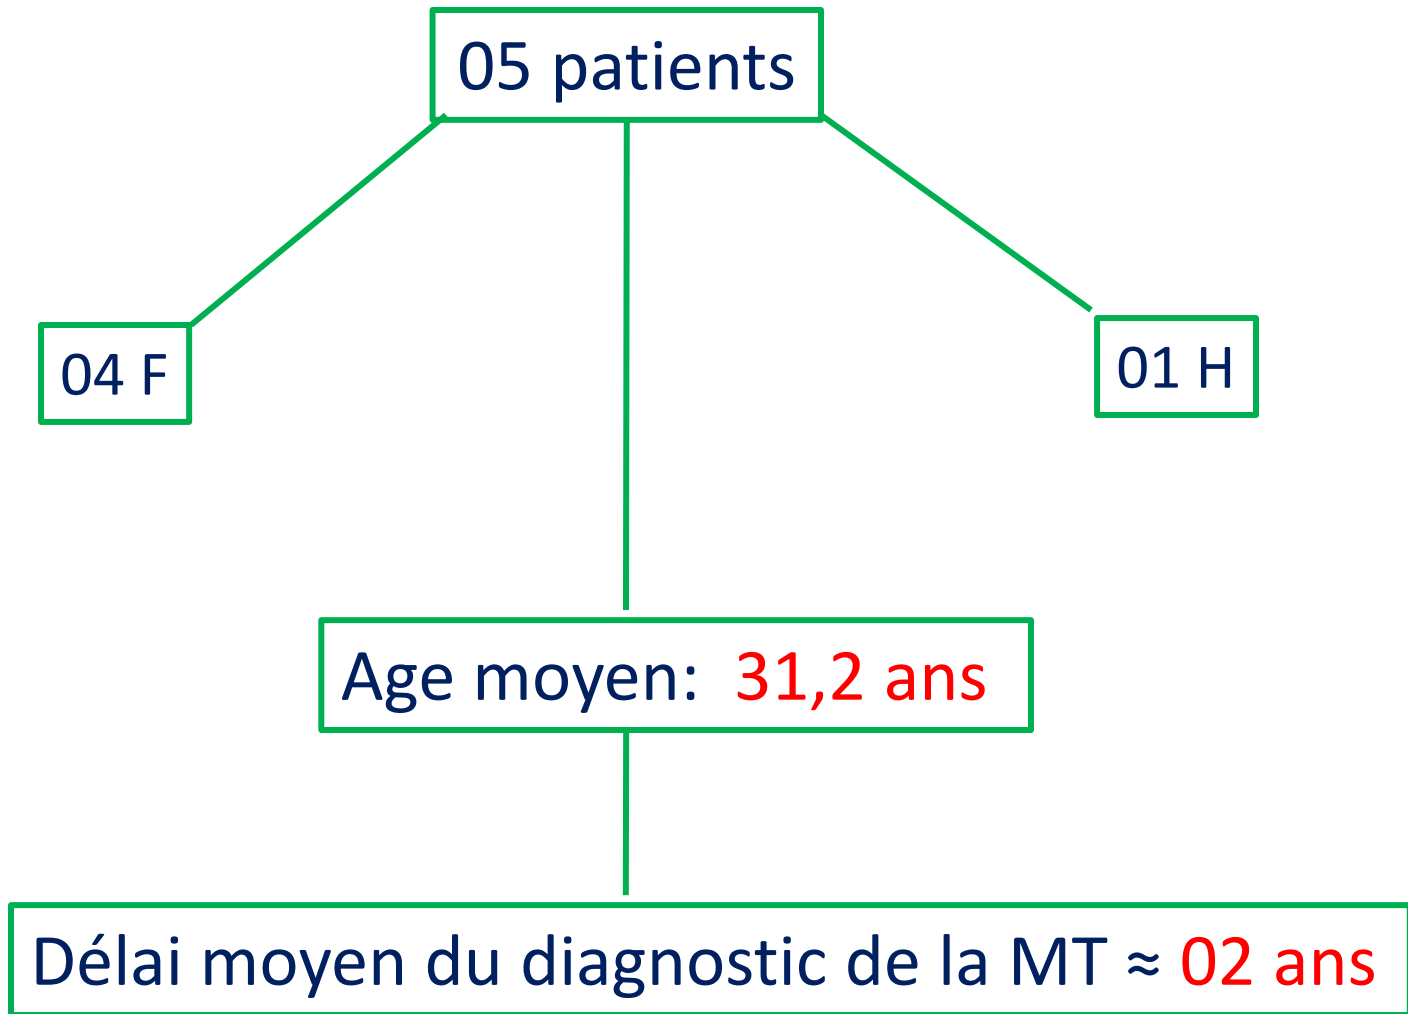 05 patients
04 F
01 H
Age moyen: 31,2 ans
Délai moyen du diagnostic de la MT ≈ 02 ans